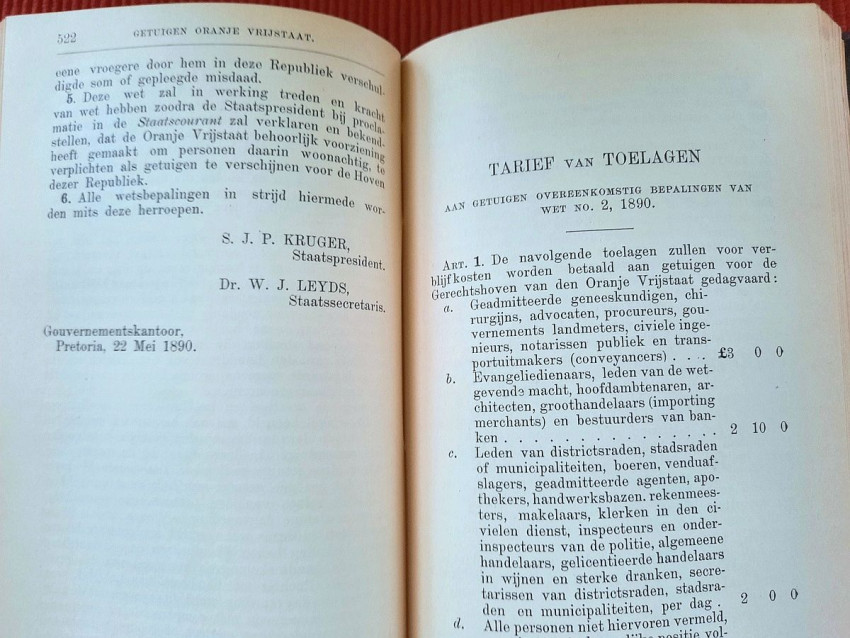 522 GETUIGEN ORANJE VRIJSTAAT.
eene vroegere door hem in deze Republiek verschul-
digde som of gepleegde misdaad.
5. Deze wet zal in werking treden en kracht
van wet hebben zoodra de Staatspresident bij procla-
matie in de Staatscourant zal verklaren en bekend-
stellen, dat de Oranje Vrijstaat behoorlijk voorziening
heeft gemaakt om personen daarin woonachtig, te
verplichten als getuigen te verschijnen voor de Hoven
dezer Republiek.
6. Alle wetsbepalingen in strijd hiermede wor-
den mits deze herroepen.
S. J. P. KRUGER,
Staatspresident.
Dr. W. J. LEYDS,
Staatssecretaris.
Gouvernementskantoor,
Pretoria, 22 Mei 1890.
TARIEF VAN TOELAGEN
AAN GETUIGEN OVEREENKOMSTIG BEPALINGEN VAN
WET NO. 2, 1890.
ART. 1. De navolgende toelagen zullen voor ver-
blijfkosten worden betaald aan getuigen voor de
Gerechtshoven van den Oranje Vrijstaat gedagvaard:
a. Geadmitteerde geneeskundigen, chi-
rurgijns, advocaten, procureurs, gou-
vernements landmeters, civiele inge-
nieurs, notarissen publiek en trans-
portuitmakers (conveyancers) . . . . £3 0 0
b. Evangeliedienaars, leden van de wet-
gevende macht, hoofdambtenaren, ar-
chitecten, groothandelaars (importing
merchants) en bestuurders van ban-
ken . . . . . . . . . . . . . . . 2 10 0
c. Leden van districtsraden, stadsraden
of municipaliteiten, boeren, venduaf-
slagers, geadmitteerde agenten, apo-
thekers, handwerksbazen. rekenmees-
ters, makelaars, klerken in den ci-
vielen dienst, inspecteurs en onder-
inspecteurs van de politie, algemeene
handelaars, gelicentieerde handelaars
in wijnen en sterke dranken, secre-
tarissen van districtsraden, stadsra-
den en municipaliteiten, per dag . 2 0 0
d. Alle personen niet hiervoren vermeld,
positie vol-